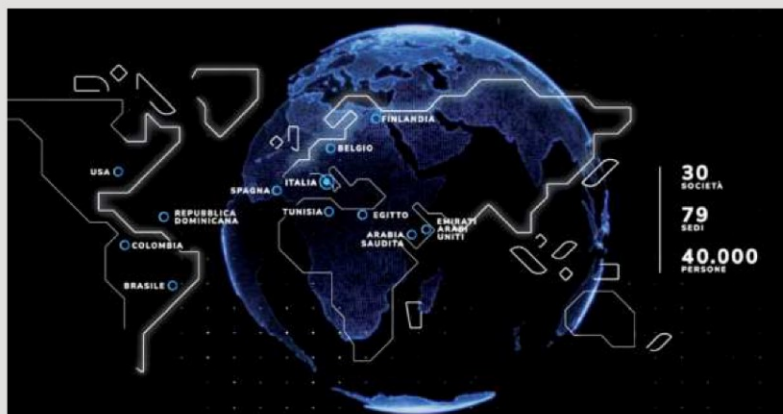 FINLANDIA
BELGIO
USA
ITALIA
SPAGNA
REPUBBLICA
DOMINICANA
TUNISIA
EGITTO
EMIRATI
ARABI
UNITI
ARABIA
SAUDITA
COLOMBIA
BRASILE
30
SOCIETÀ
79
SEDI
40.000
PERSONE